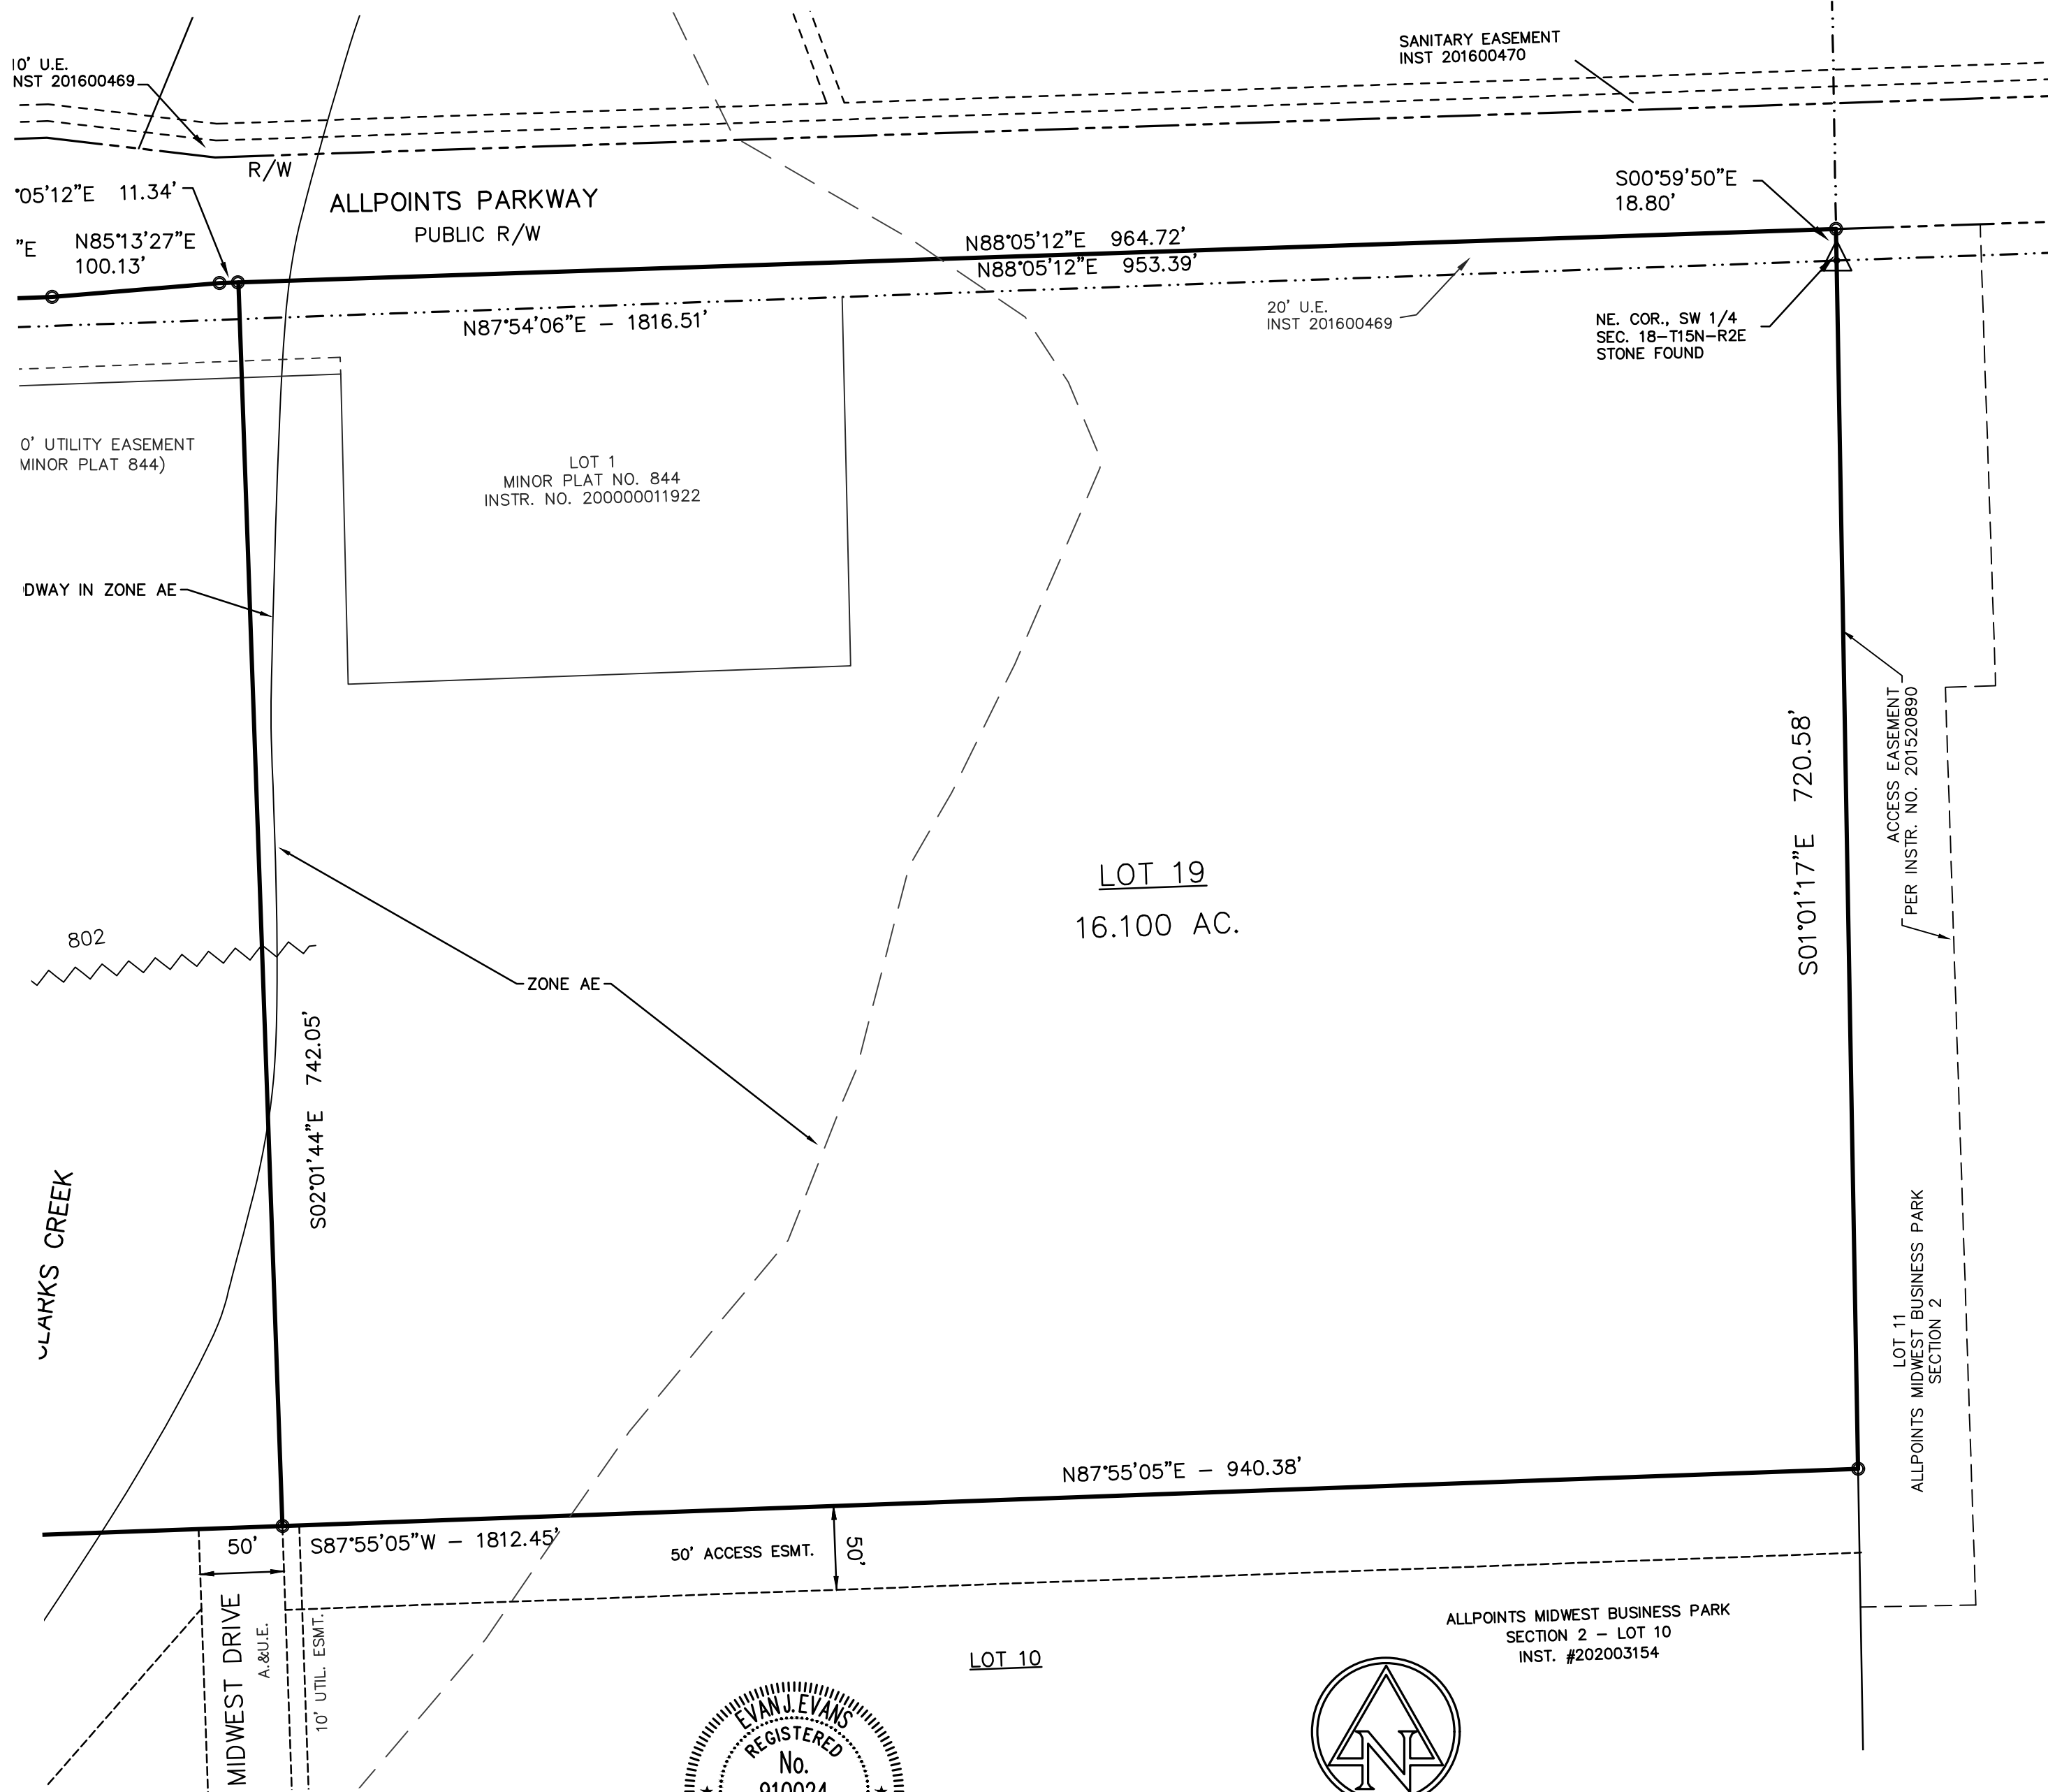 SANITARY EASEMENT
INST 201600470
10' U.E.
INST 201600469
R/W
°05'12"E 11.34'
ALLPOINTS PARKWAY
PUBLIC R/W
S00°59'50"E
18.80'
"E
N85°13'27"E
100.13'
N88°05'12"E 964.72'
N88°05'12"E 953.39'
20' U.E.
INST 201600469
N87°54'06"E – 1816.51'
NE. COR., SW 1/4
SEC. 18–T15N–R2E
STONE FOUND
0' UTILITY EASEMENT
MINOR PLAT 844)
LOT 1
MINOR PLAT NO. 844
INSTR. NO. 200000011922
DWAY IN ZONE AE
ACCESS EASEMENT
PER INSTR. NO. 201520890
S01°01'17"E 720.58'
LOT 19
16.100 AC.
802
ZONE AE
S02°01'44"E 742.05'
CLARKS CREEK
LOT 11
ALLPOINTS MIDWEST BUSINESS PARK
SECTION 2
N87°55'05"E – 940.38'
50'
S87°55'05"W – 1812.45'
50' ACCESS ESMT.
50'
MIDWEST DRIVE
A.&U.E.
10' UTIL. ESMT.
LOT 10
ALLPOINTS MIDWEST BUSINESS PARK
SECTION 2 – LOT 10
INST. #202003154
EVAN J. EVANS
REGISTERED
No.
910024
N